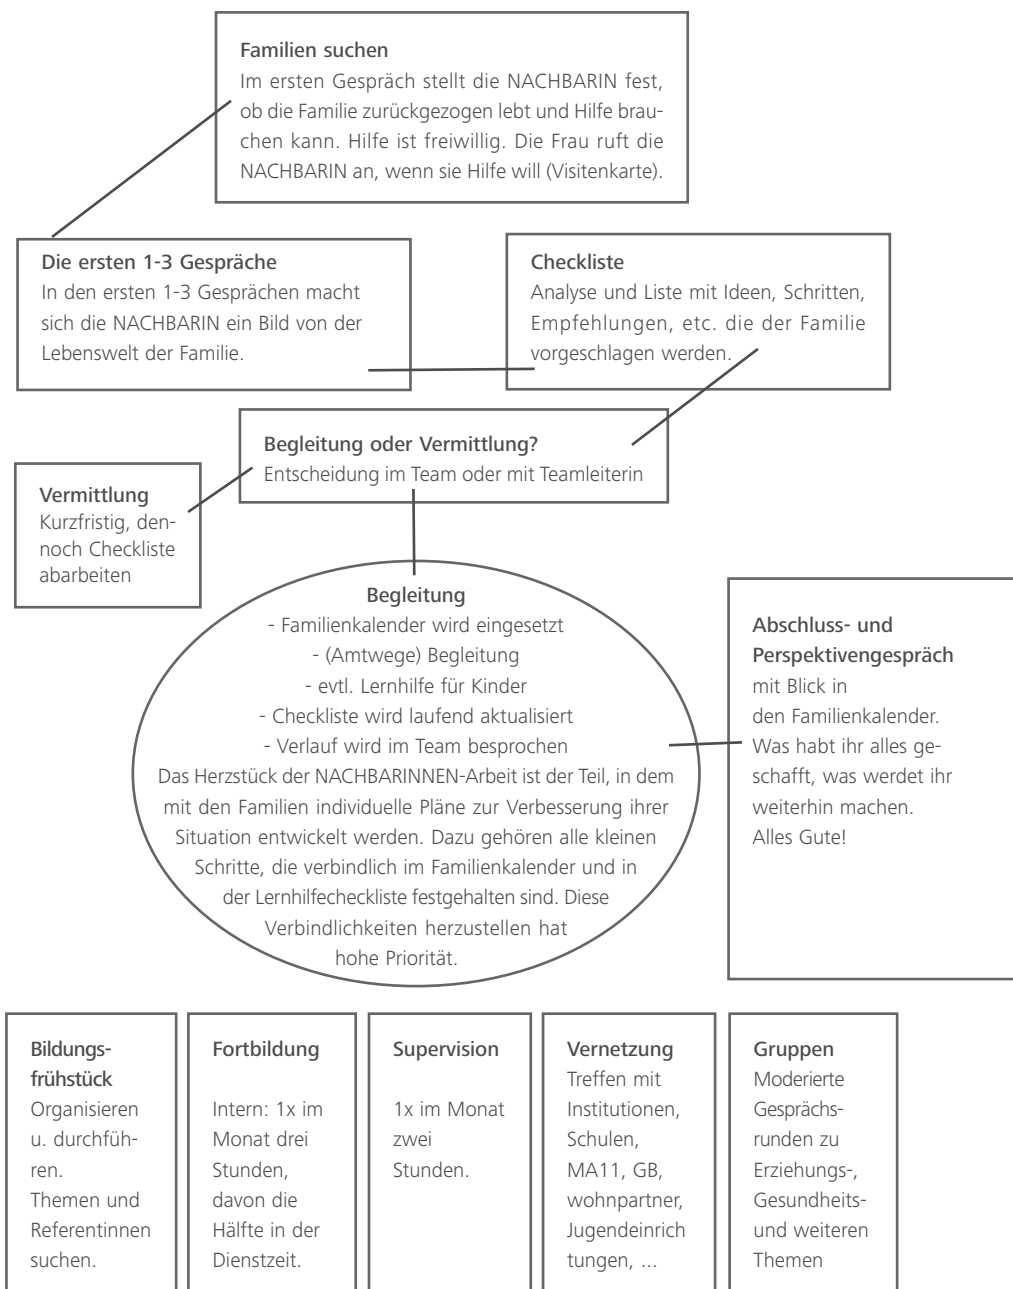 Familien suchen
Im ersten Gespräch stellt die NACHBARIN fest,
ob die Familie zurückgezogen lebt und Hilfe brau-
chen kann. Hilfe ist freiwillig. Die Frau ruft die
NACHBARIN an, wenn sie Hilfe will (Visitenkarte).
Die ersten 1-3 Gespräche
In den ersten 1-3 Gesprächen macht
sich die NACHBARIN ein Bild von der
Lebenswelt der Familie.
Checkliste
Analyse und Liste mit Ideen, Schritten,
Empfehlungen, etc. die der Familie
vorgeschlagen werden.
Begleitung oder Vermittlung?
Entscheidung im Team oder mit Teamleiterin
Vermittlung
Kurzfristig, den-
noch Checkliste
abarbeiten
Begleitung
- Familienkalender wird eingesetzt
- (Amtwege) Begleitung
- evtl. Lernhilfe für Kinder
- Checkliste wird laufend aktualisiert
- Verlauf wird im Team besprochen
Das Herzstück der NACHBARINNEN-Arbeit ist der Teil, in dem
mit den Familien individuelle Pläne zur Verbesserung ihrer
Situation entwickelt werden. Dazu gehören alle kleinen
Schritte, die verbindlich im Familienkalender und in
der Lernhilfecheckliste festgehalten sind. Diese
Verbindlichkeiten herzustellen hat
hohe Priorität.
Abschluss- und
Perspektivengespräch
mit Blick in
den Familienkalender.
Was habt ihr alles ge-
schafft, was werdet ihr
weiterhin machen.
Alles Gute!
Bildungs-
frühstück
Organisieren
u. durchfüh-
ren.
Themen und
Referentinnen
suchen.
Fortbildung
Intern: 1x im
Monat drei
Stunden,
davon die
Hälfte in der
Dienstzeit.
Supervision
1x im Monat
zwei
Stunden.
Vernetzung
Treffen mit
Institutionen,
Schulen,
MA11, GB,
wohnpartner,
Jugendeinrich
tungen, ...
Gruppen
Moderierte
Gesprächs-
runden zu
Erziehungs-,
Gesundheits-
und weiteren
Themen